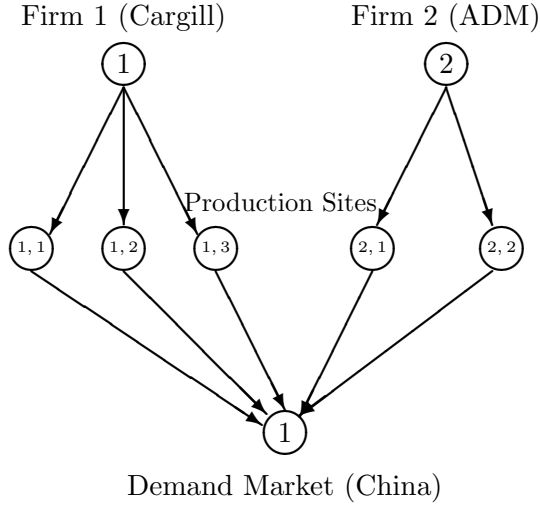 Firm 1 (Cargill) Firm 2 (ADM)
1 2
Production Sites
1, 1 1, 2 1, 3 2, 1 2, 2
1
Demand Market (China)